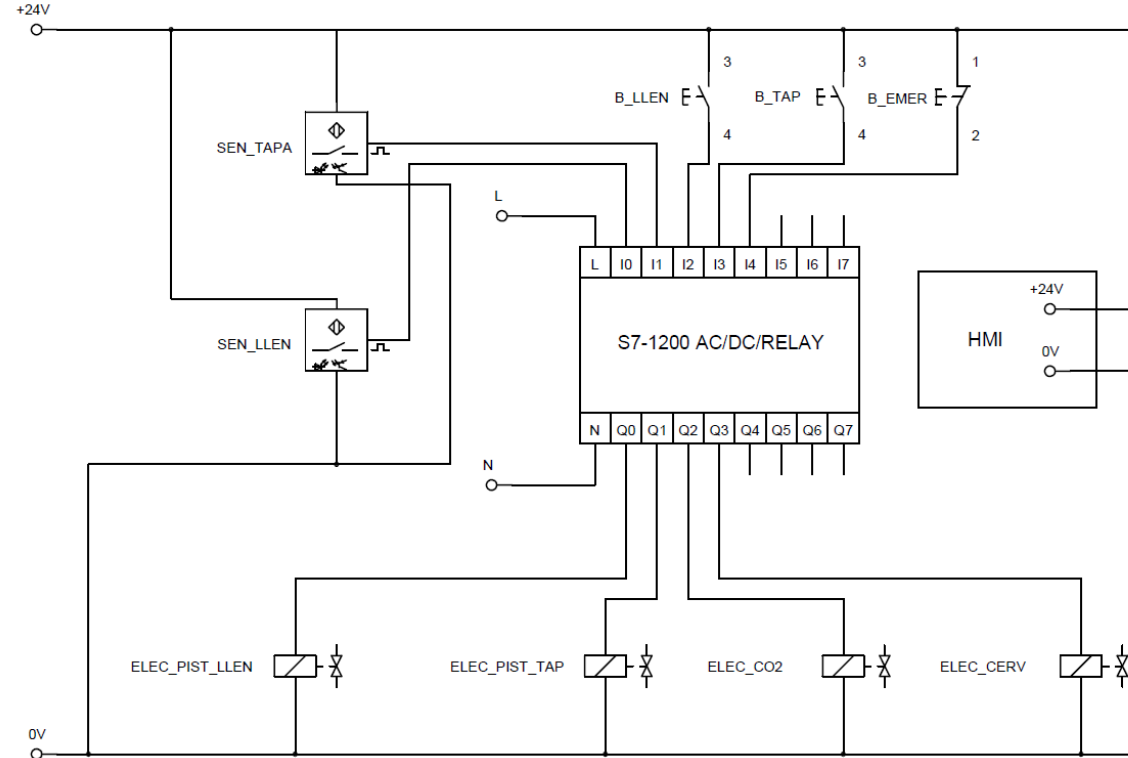 +24V
3
3
1
B_LLEN
B_TAP
B_EMER
4
4
2
SEN_TAPA
L
L I0 I1 I2 I3 I4 I5 I6 I7
SEN_LLEN
S7-1200 AC/DC/RELAY
+24V
HMI
0V
N Q0 Q1 Q2 Q3 Q4 Q5 Q6 Q7
N
ELEC_PIST_LLEN
ELEC_PIST_TAP
ELEC_CO2
ELEC_CERV
0V